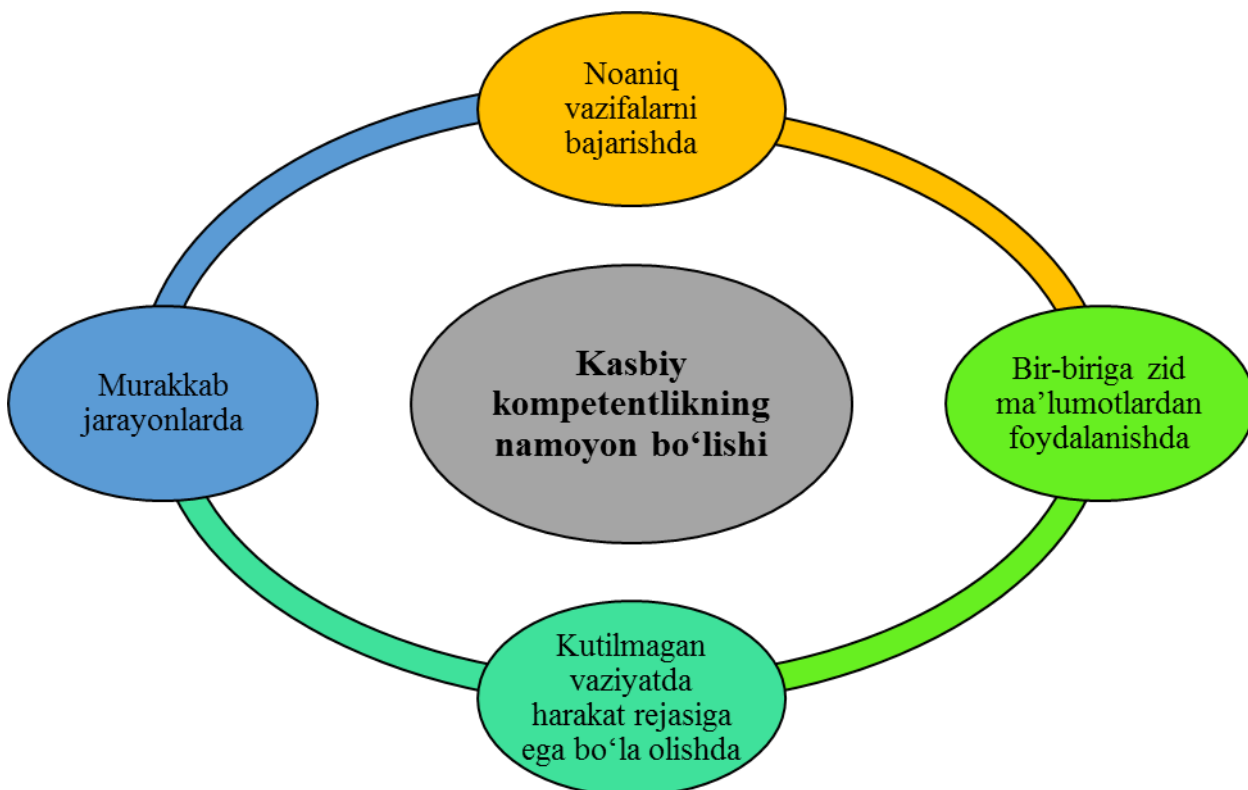 Noaniq
vazifalarni
bajarishda
Murakkab
jarayonlarda
Kasbiy
kompetentlikning
namoyon bo‘lishi
Bir-biriga zid
ma’lumotlardan
foydalanishda
Kutilmagan
vaziyatda
harakat rejasiga
ega bo‘la olishda